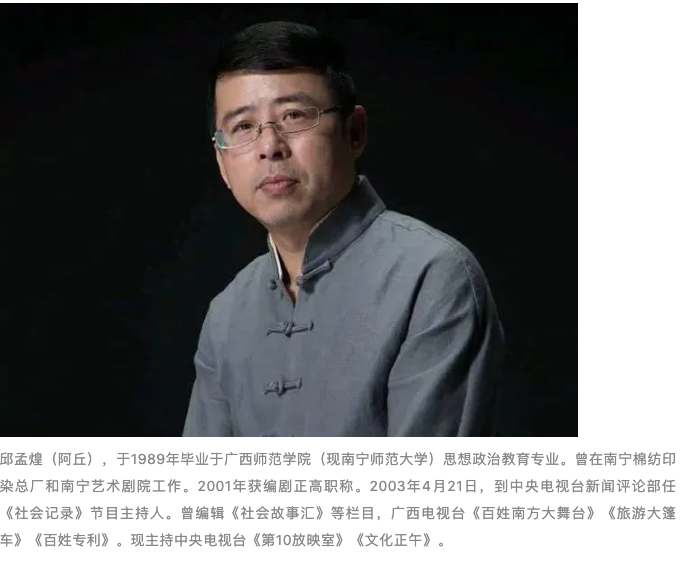 邱孟煌（阿丘），于1989年毕业于广西师范学院（现南宁师范大学）思想政治教育专业。曾在南宁棉纺印
染总厂和南宁艺术剧院工作。2001年获编剧正高职称。2003年4月21日，到中央电视台新闻评论部任
《社会记录》节目主持人。曾编辑《社会故事汇》等栏目，广西电视台《百姓南方大舞台》《旅游大篷
车》《百姓专利》。现主持中央电视台《第10放映室》《文化正午》。